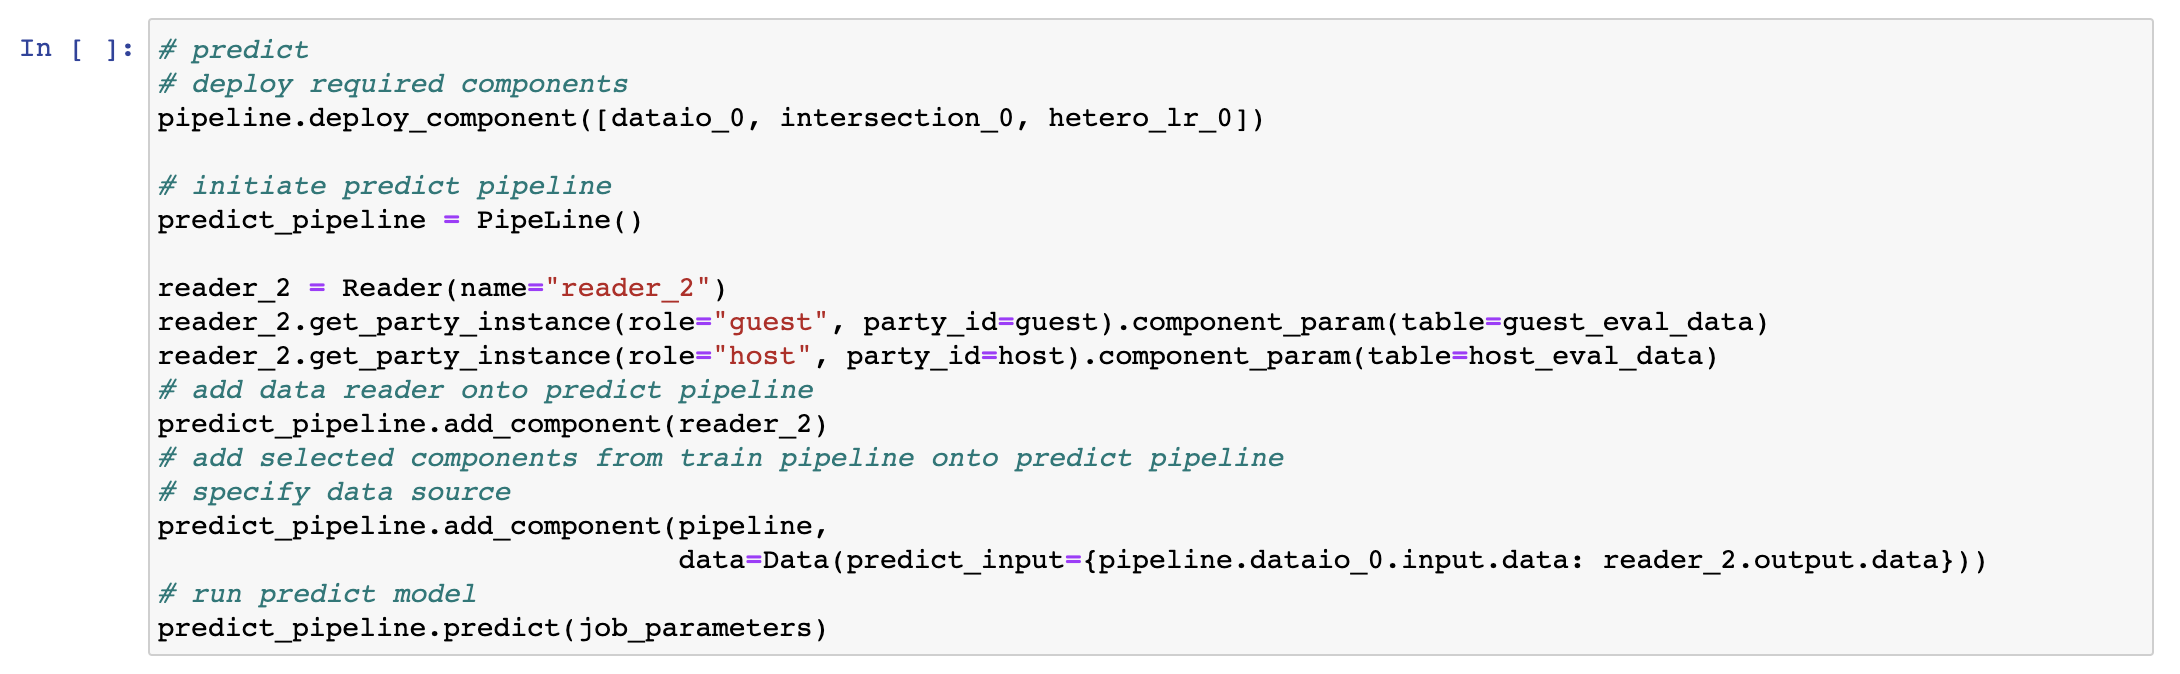 In [ ]:
# predict
# deploy required components
pipeline.deploy_component([dataio_0, intersection_0, hetero_lr_0])

# initiate predict pipeline
predict_pipeline = PipeLine()

reader_2 = Reader(name="reader_2")
reader_2.get_party_instance(role="guest", party_id=guest).component_param(table=guest_eval_data)
reader_2.get_party_instance(role="host", party_id=host).component_param(table=host_eval_data)
# add data reader onto predict pipeline
predict_pipeline.add_component(reader_2)
# add selected components from train pipeline onto predict pipeline
# specify data source
predict_pipeline.add_component(pipeline,
                               data=Data(predict_input={pipeline.dataio_0.input.data: reader_2.output.data}))
# run predict model
predict_pipeline.predict(job_parameters)